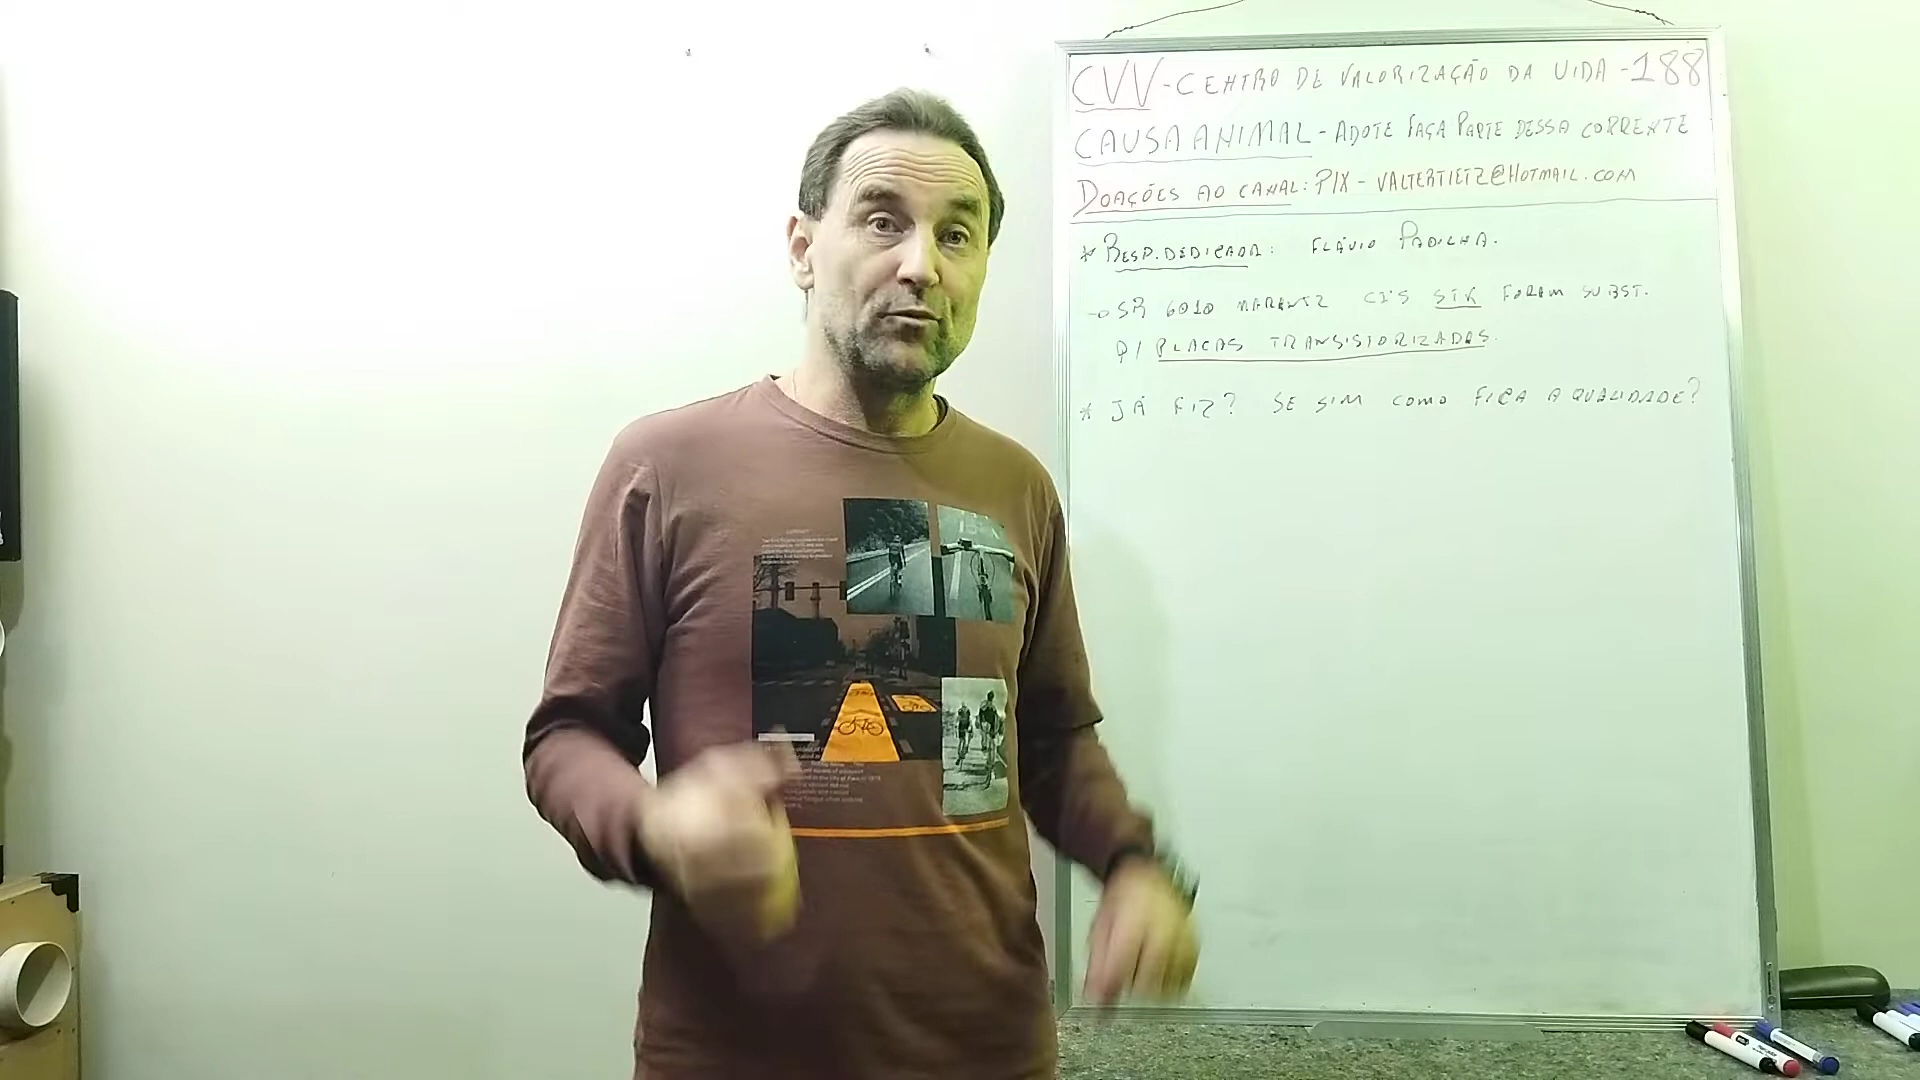 CVV - CENTRO DE VALORIZAÇÃO DA VIDA - 188
CAUSA ANIMAL - ADOTE FAÇA PARTE DESSA CORRENTE
DOAÇÕES AO CANAL: PIX - VALTERTIETZ@HOTMAIL.COM
* RESP. DEDICADA: FLÁVIO PADILHA.
→ SR 6010 MARANTZ CI'S STK FORAM SUBST.
P/ PLACAS TRANSISTORIZADAS.
* JÁ FIZ? SE SIM COMO FICA A QUALIDADE?